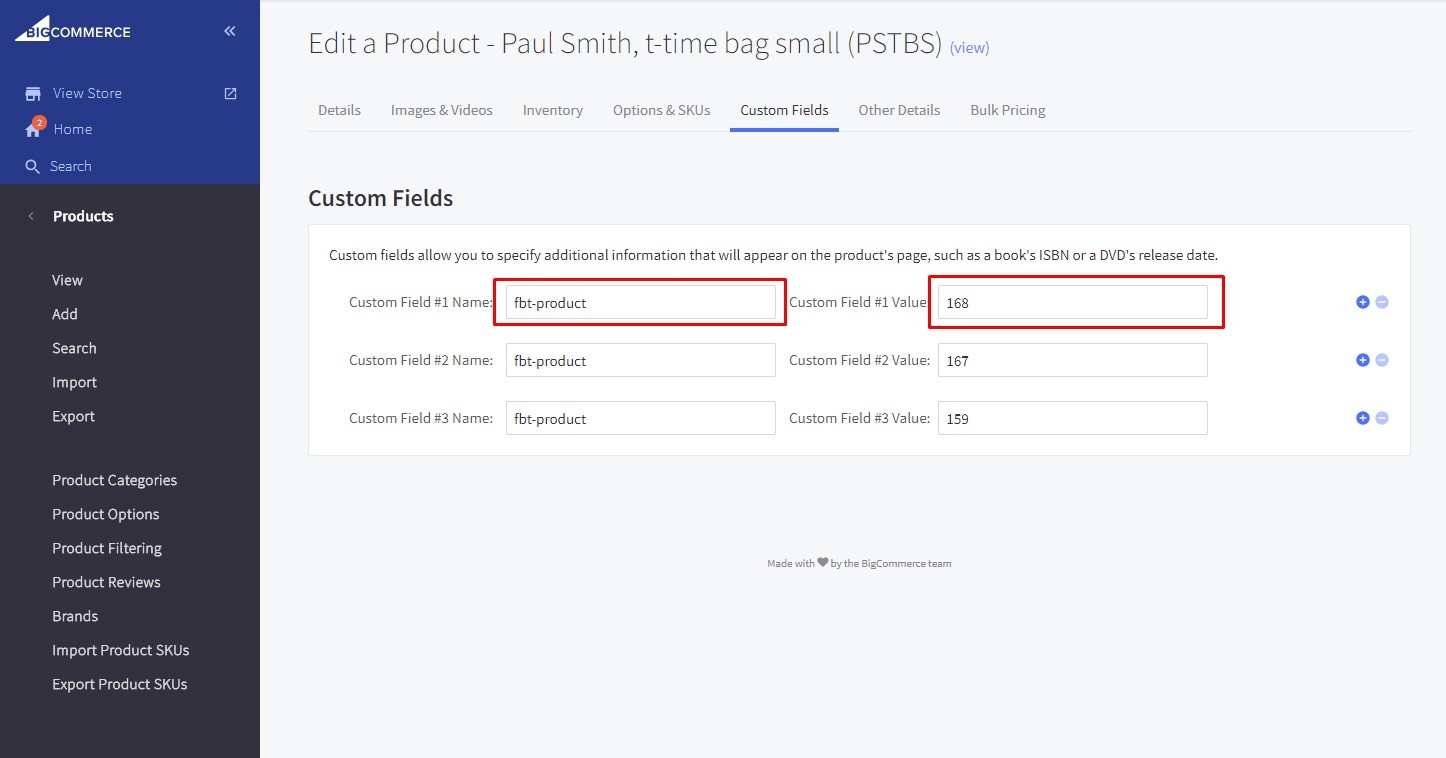 BIGCOMMERCE
View Store
2
Home
Search
Products
View
Add
Search
Import
Export
Product Categories
Product Options
Product Filtering
Product Reviews
Brands
Import Product SKUs
Export Product SKUs
Edit a Product - Paul Smith, t-time bag small (PSTBS) (view)
Details Images & Videos Inventory Options & SKUs Custom Fields Other Details Bulk Pricing
Custom Fields
Custom fields allow you to specify additional information that will appear on the product's page, such as a book's ISBN or a DVD's release date.
Custom Field #1 Name: fbt-product Custom Field #1 Value: 168
Custom Field #2 Name: fbt-product Custom Field #2 Value: 167
Custom Field #3 Name: fbt-product Custom Field #3 Value: 159
Made with ♥ by the BigCommerce team